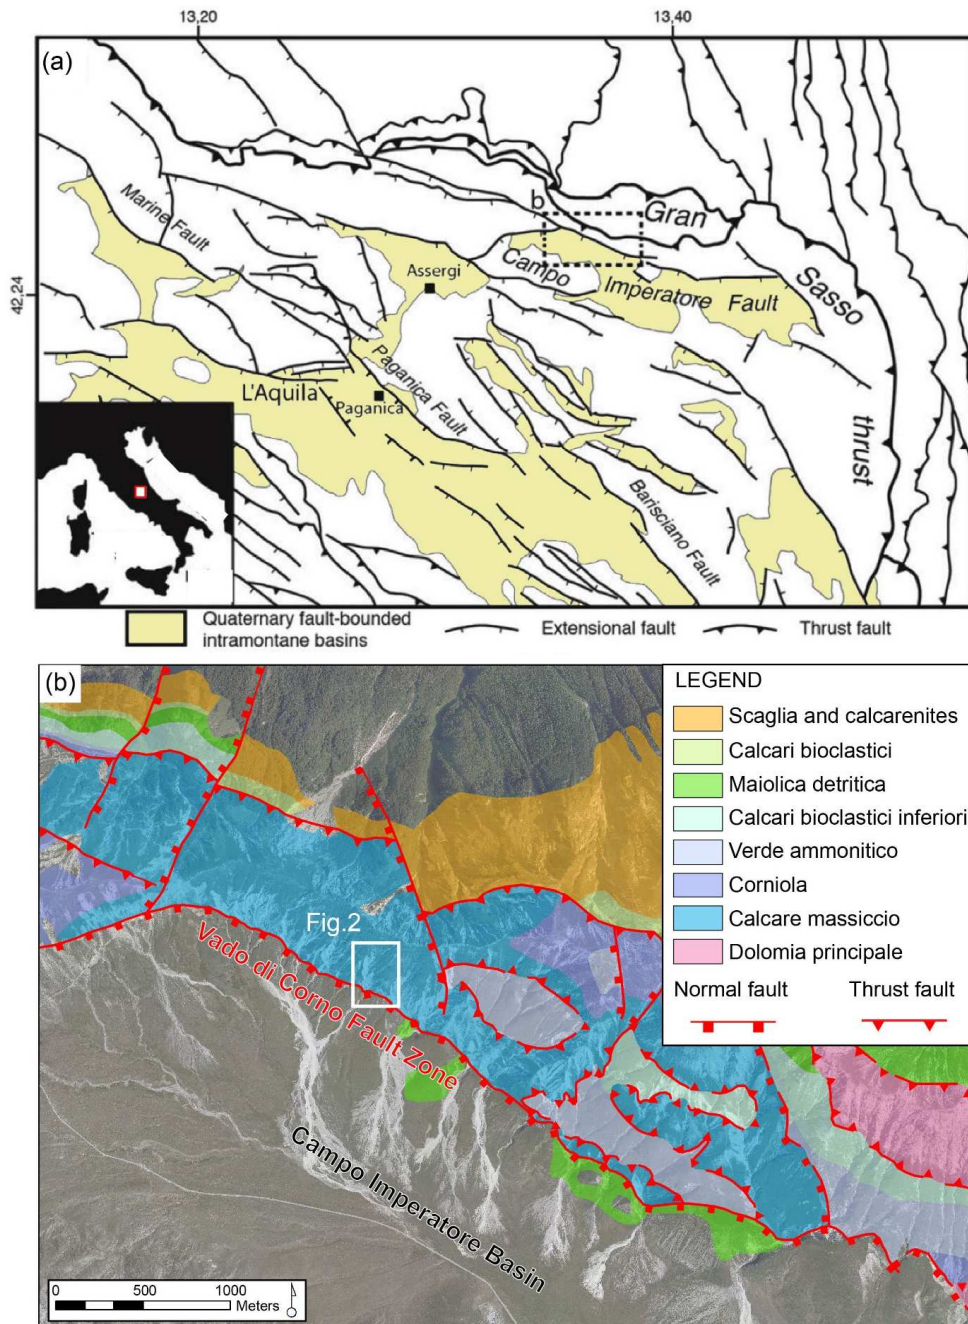 13,20
13,40
(a)
42,24
Marine Fault
b
Gran
Sasso
thrust
Assergi
Campo
Imperatore Fault
Paganica Fault
L'Aquila
Paganica
Barisciano Fault
Quaternary fault-bounded
intramontane basins
Extensional fault
Thrust fault
(b)
LEGEND
Scaglia and calcarenites
Calcari bioclastici
Maiolica detritica
Calcari bioclastici inferiori
Verde ammonitico
Corniola
Calcare massiccio
Dolomia principale
Normal fault
Thrust fault
Fig.2
Vado di Corno Fault Zone
Campo Imperatore Basin
0 500 1000
Meters